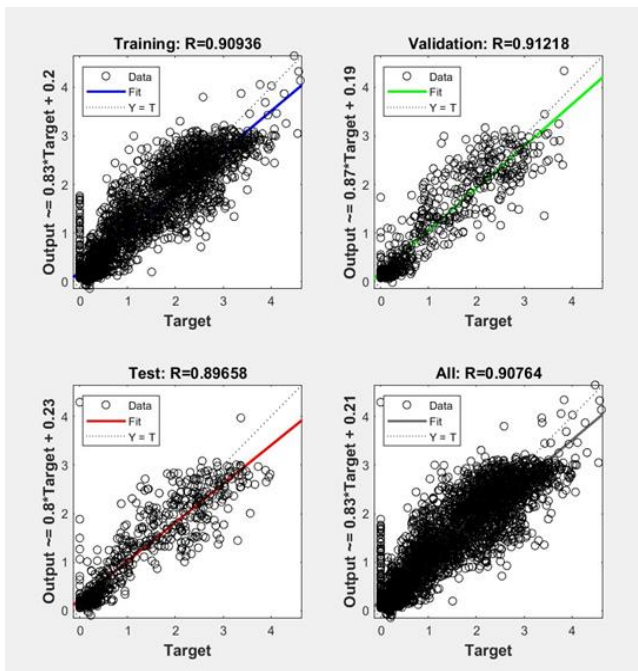 Training: R=0.90936
Output ~= 0.83*Target + 0.2
4
3
2
1
0
Data
Fit
Y = T
0 1 2 3 4
Target
Validation: R=0.91218
Output ~= 0.87*Target + 0.19
4
3
2
1
0
Data
Fit
Y = T
0 1 2 3 4
Target
Test: R=0.89658
Output ~= 0.8*Target + 0.23
4
3
2
1
0
Data
Fit
Y = T
0 1 2 3 4
Target
All: R=0.90764
Output ~= 0.83*Target + 0.21
4
3
2
1
0
Data
Fit
Y = T
0 1 2 3 4
Target